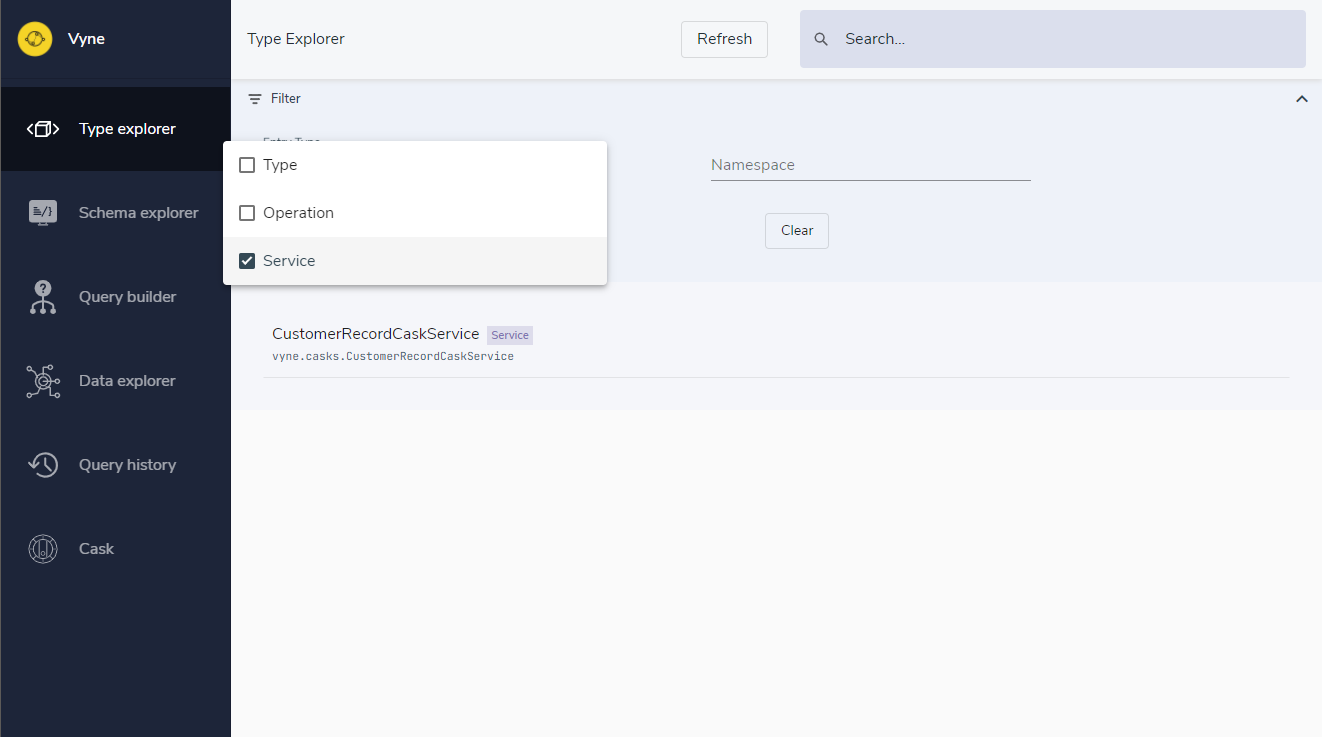 Vyne
Type Explorer
Refresh
Search...
Type explorer
Schema explorer
Query builder
Data explorer
Query history
Cask
Filter
Entry Type
Type
Operation
Service
Namespace
Clear
CustomerRecordCaskService Service
vyne.casks.CustomerRecordCaskService